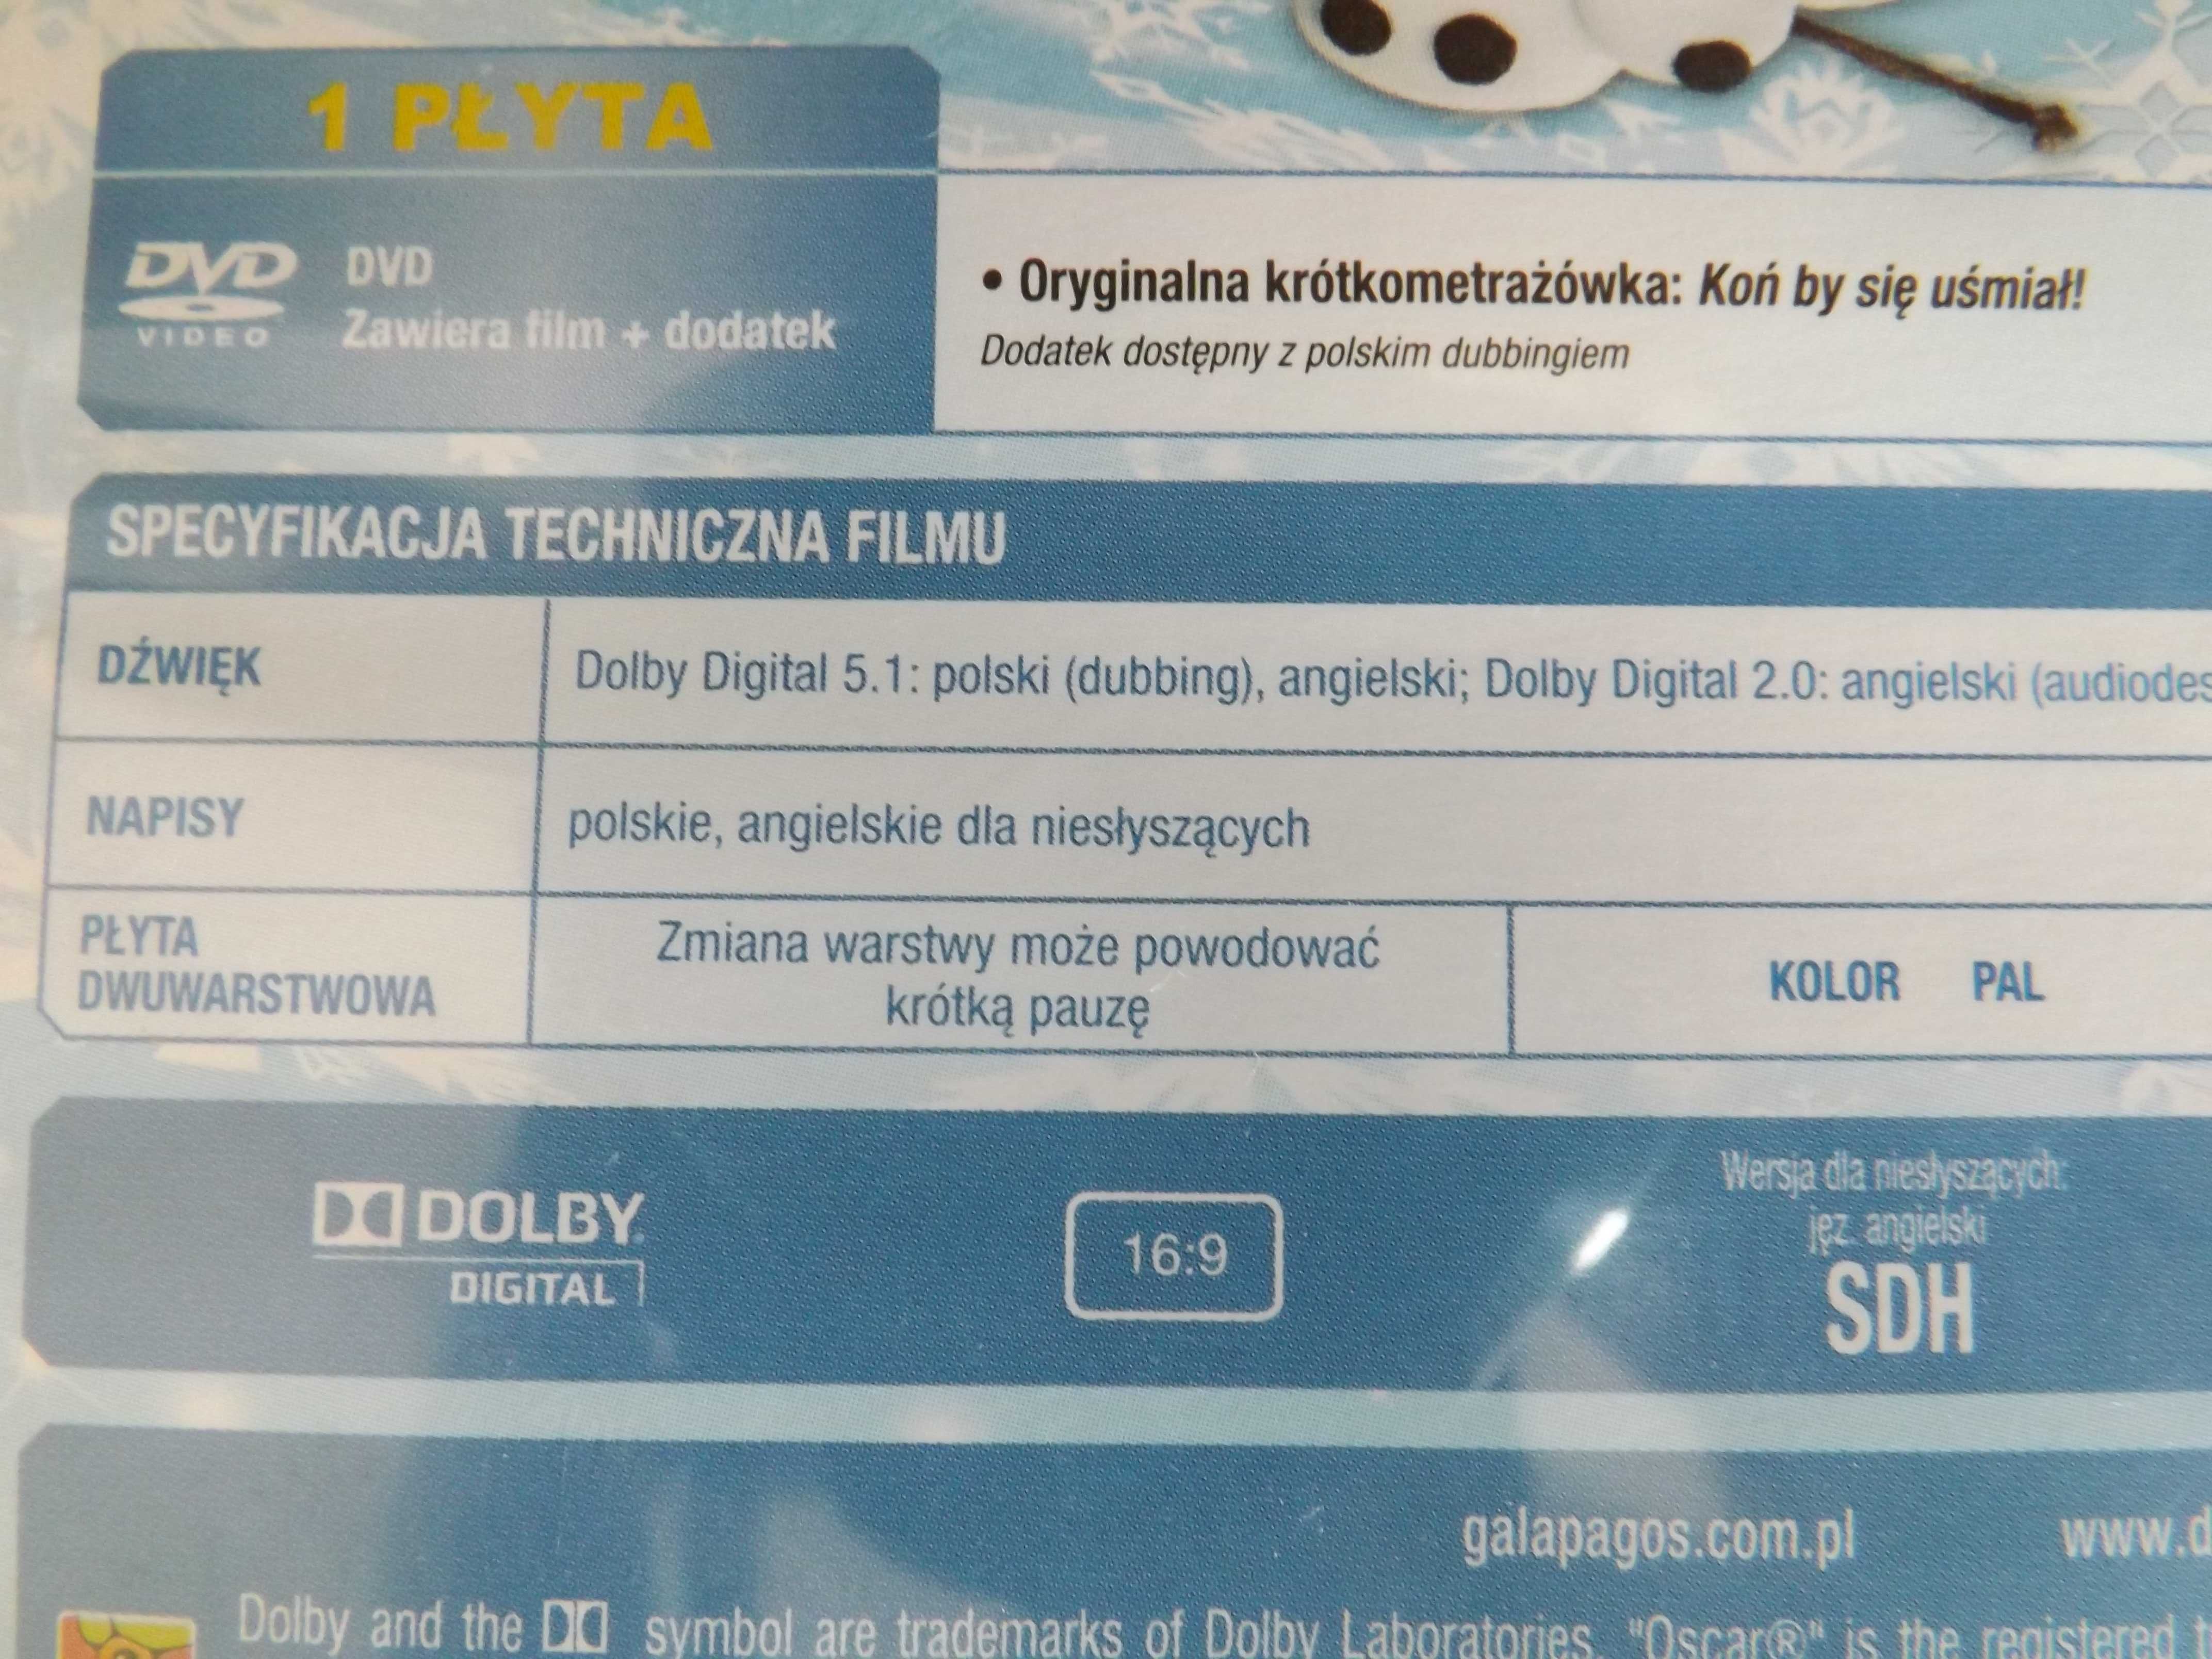 1 PŁYTA
DVD
VIDEO
DVD
Zawiera film + dodatek
• Oryginalna krótkometrażówka: Koń by się uśmiał!
Dodatek dostępny z polskim dubbingiem
SPECYFIKACJA TECHNICZNA FILMU
DŹWIĘK
Dolby Digital 5.1: polski (dubbing), angielski; Dolby Digital 2.0: angielski (audiodes
NAPISY
polskie, angielskie dla niesłyszących
PŁYTA
DWUWARSTWOWA
Zmiana warstwy może powodować
krótką pauzę
KOLOR PAL
DOLBY
DIGITAL
16:9
Wersja dla niesłyszących:
jęz. angielski
SDH
galapagos.com.pl www.d
Dolby and the symbol are trademarks of Dolby Laboratories. "Oscar®" is the registered